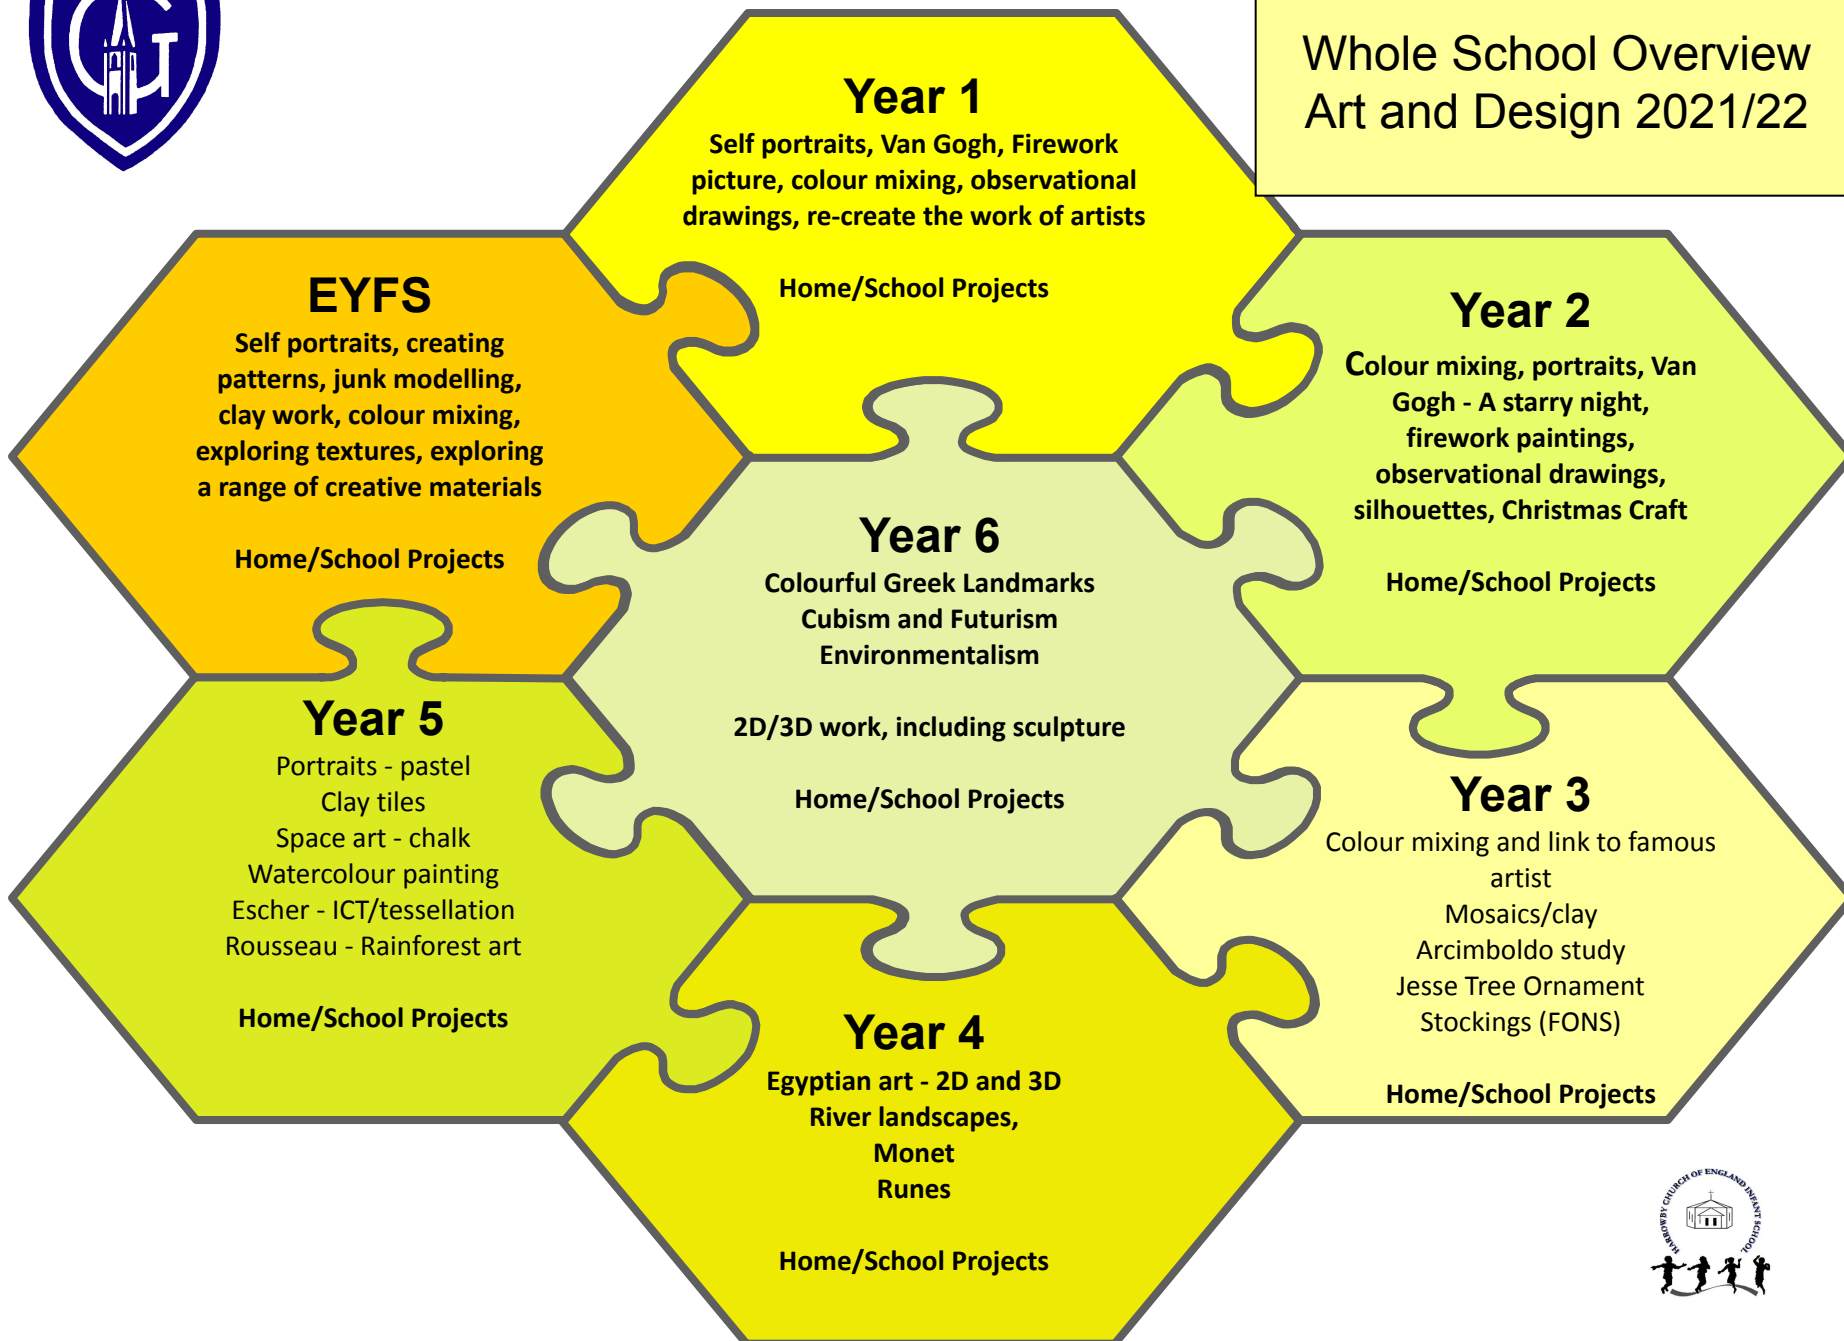 Whole School Overview
Art and Design 2021/22
G
Year 1
Self portraits, Van Gogh, Firework
picture, colour mixing, observational
drawings, re-create the work of artists
Home/School Projects
EYFS
Self portraits, creating
patterns, junk modelling,
clay work, colour mixing,
exploring textures, exploring
a range of creative materials
Home/School Projects
Year 2
Colour mixing, portraits, Van
Gogh - A starry night,
firework paintings,
observational drawings,
silhouettes, Christmas Craft
Home/School Projects
Year 6
Colourful Greek Landmarks
Cubism and Futurism
Environmentalism
2D/3D work, including sculpture
Home/School Projects
Year 5
Portraits - pastel
Clay tiles
Space art - chalk
Watercolour painting
Escher - ICT/tessellation
Rousseau - Rainforest art
Home/School Projects
Year 3
Colour mixing and link to famous
artist
Mosaics/clay
Arcimboldo study
Jesse Tree Ornament
Stockings (FONS)
Home/School Projects
Year 4
Egyptian art - 2D and 3D
River landscapes,
Monet
Runes
Home/School Projects
HARROWBY CHURCH OF ENGLAND INFANT SCHOOL